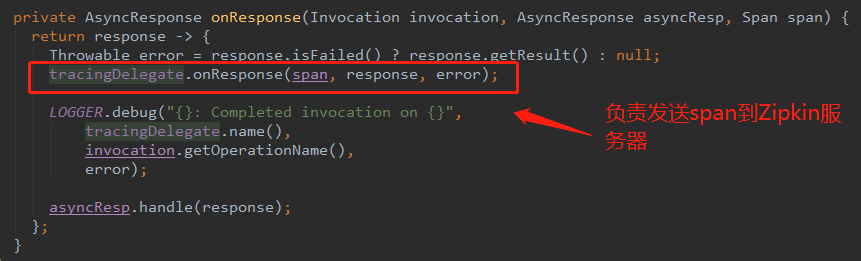 private AsyncResponse onResponse(Invocation invocation, AsyncResponse asyncResp, Span span) {
return response -> {
Throwable error = response.isFailed() ? response.getResult() : null;
tracingDelegate.onResponse(span, response, error);
LOGGER.debug("{}: Completed invocation on {}",
tracingDelegate.name(),
invocation.getOperationName(),
error);
asyncResp.handle(response);
};
}
负责发送span到Zipkin服
务器